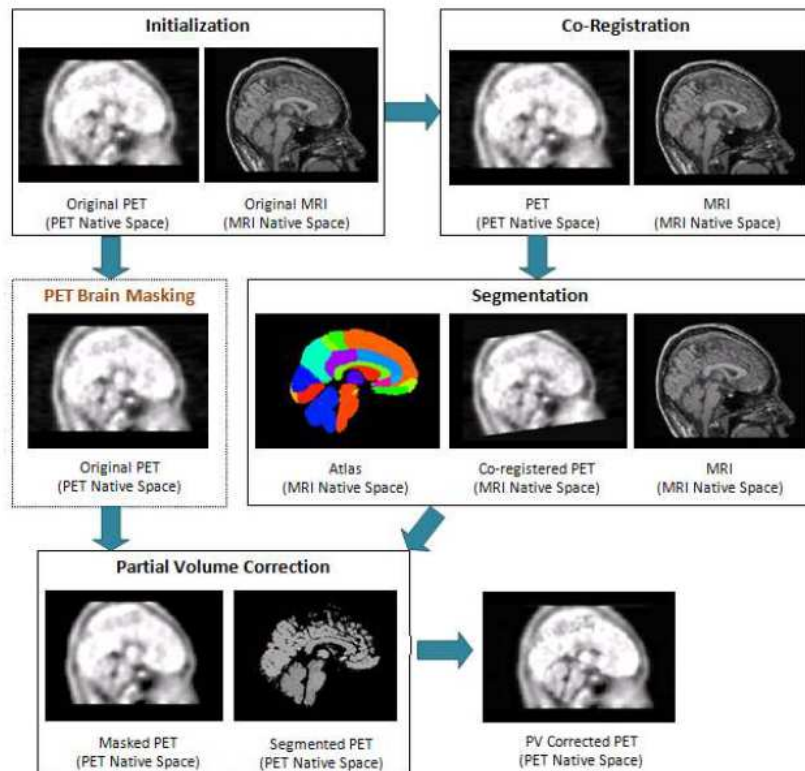 Initialization
Original PET
(PET Native Space)
Original MRI
(MRI Native Space)
Co-Registration
PET
(PET Native Space)
MRI
(MRI Native Space)
PET Brain Masking
Original PET
(PET Native Space)
Segmentation
Atlas
(MRI Native Space)
Co-registered PET
(MRI Native Space)
MRI
(MRI Native Space)
Partial Volume Correction
Masked PET
(PET Native Space)
Segmented PET
(PET Native Space)
PV Corrected PET
(PET Native Space)